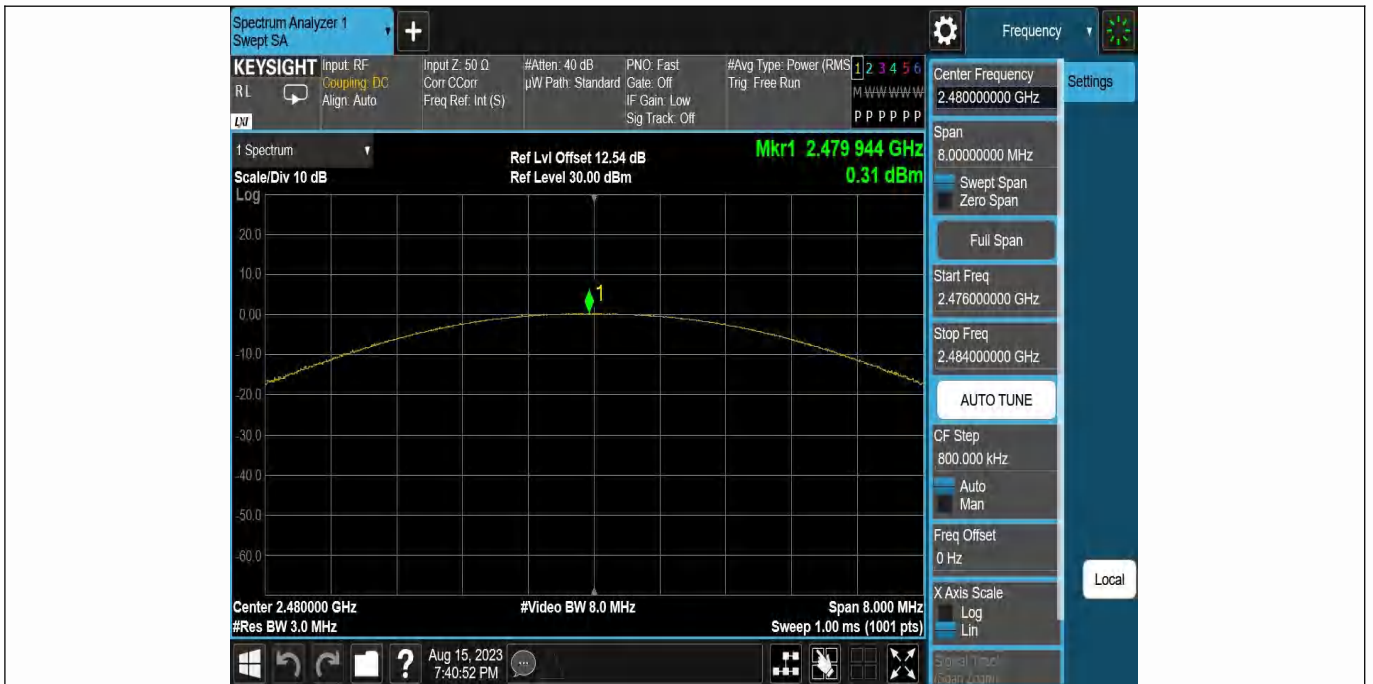 Spectrum Analyzer 1
Swept SA
Frequency
KEYSIGHT
RL
LXI
Input: RF
Coupling: DC
Align: Auto
Input Z: 50 Ω
Corr CCorr
Freq Ref: Int (S)
#Atten: 40 dB
µW Path: Standard
PNO: Fast
Gate: Off
IF Gain: Low
Sig Track: Off
#Avg Type: Power (RMS
Trig: Free Run
1 2 3 4 5 6
M W W W W W
P P P P P P
1 Spectrum
Scale/Div 10 dB
Log
Ref Lvl Offset 12.54 dB
Ref Level 30.00 dBm
Mkr1 2.479 944 GHz
0.31 dBm
20.0
10.0
0.00
-10.0
-20.0
-30.0
-40.0
-50.0
-60.0
1
Center 2.480000 GHz
#Res BW 3.0 MHz
#Video BW 8.0 MHz
Span 8.000 MHz
Sweep 1.00 ms (1001 pts)
Aug 15, 2023
7:40:52 PM
Center Frequency
2.480000000 GHz
Span
8.00000000 MHz
Swept Span
Zero Span
Full Span
Start Freq
2.476000000 GHz
Stop Freq
2.484000000 GHz
AUTO TUNE
CF Step
800.000 kHz
Auto
Man
Freq Offset
0 Hz
X Axis Scale
Log
Lin
Signal Track
(Span Zoom)
Settings
Local